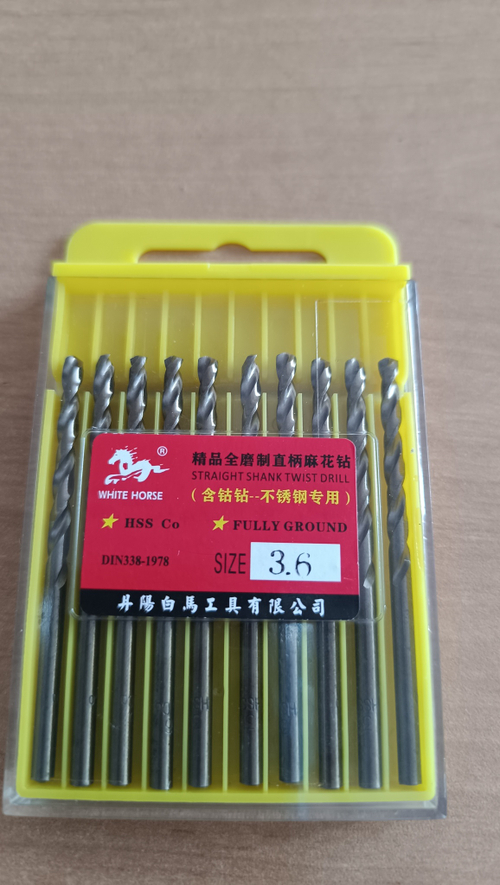 ®
WHITE HORSE
精品全磨制直柄麻花钻
STRAIGHT SHANK TWIST DRILL
(含钴钻--不锈钢专用)
HSS Co
FULLY GROUND
DIN338-1978
SIZE 3.6
丹陽白馬工具有限公司